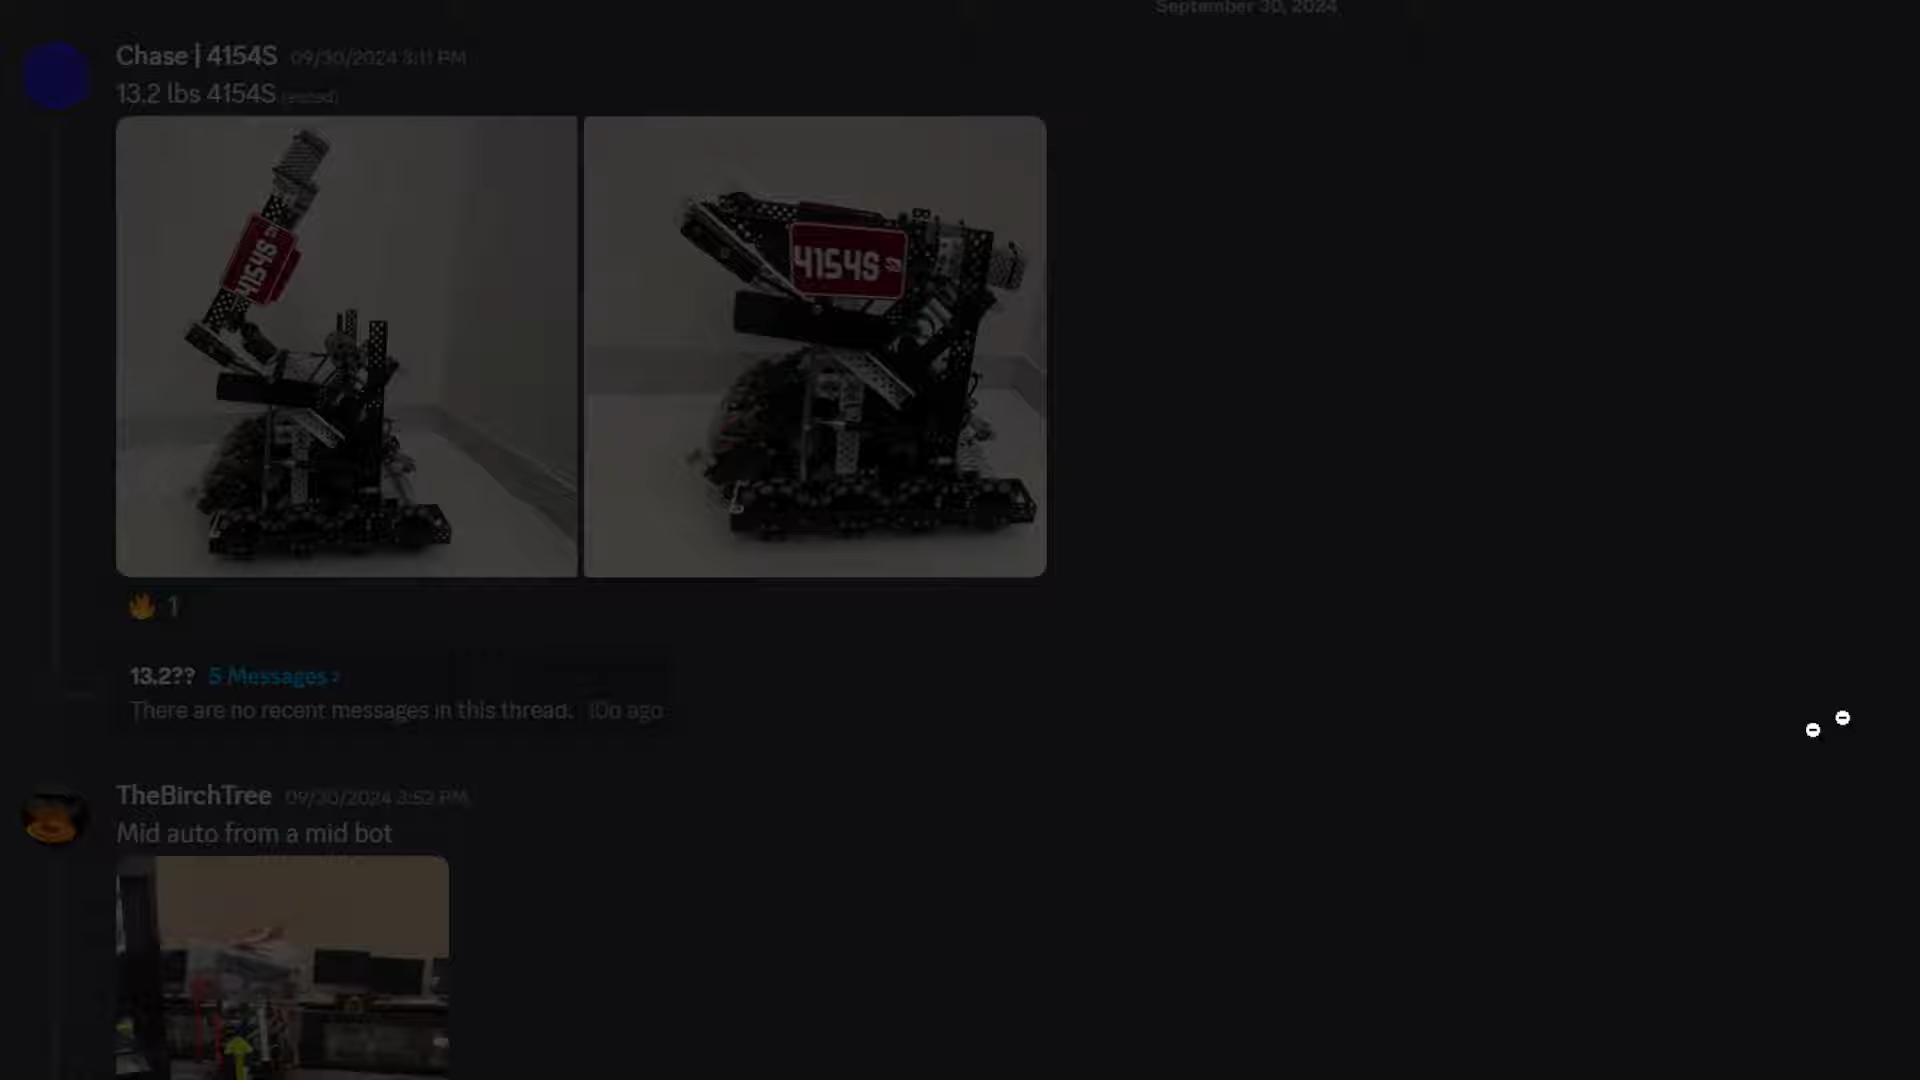 September 30, 2024
Chase | 4154S 09/30/2024 3:11 PM
13.2 lbs 4154S (edited)
4154S
4154S
🔥 1
13.2?? 5 Messages ›
There are no recent messages in this thread. 10d ago
TheBirchTree 09/30/2024 3:52 PM
Mid auto from a mid bot